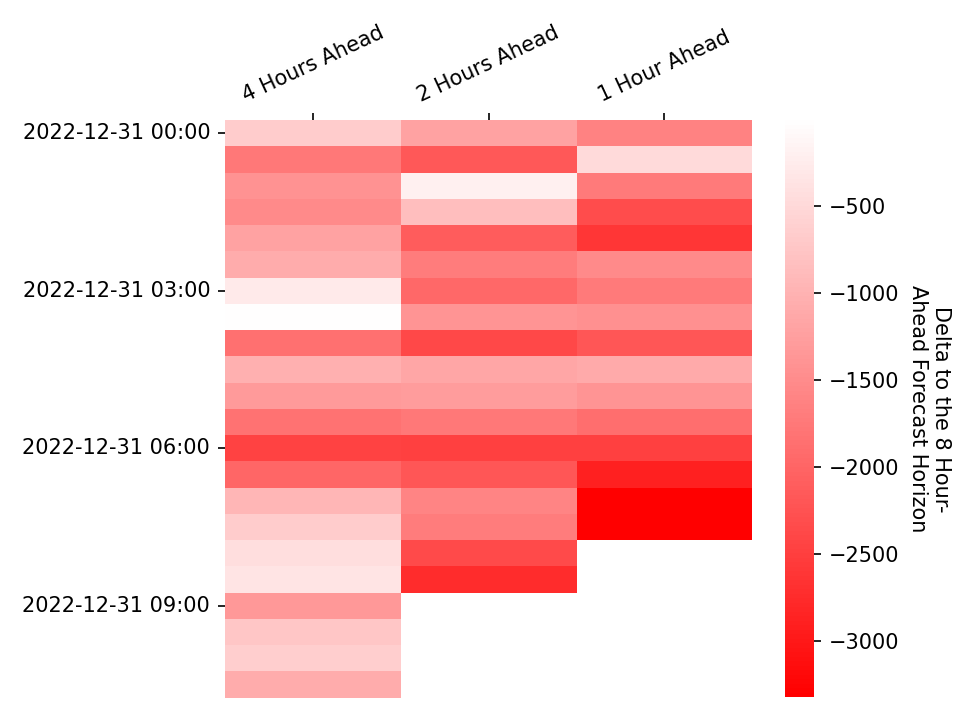 4 Hours Ahead
2 Hours Ahead
1 Hour Ahead
2022-12-31 00:00
2022-12-31 03:00
2022-12-31 06:00
2022-12-31 09:00
−500
−1000
−1500
−2000
−2500
−3000
Delta to the 8 Hour-
Ahead Forecast Horizon